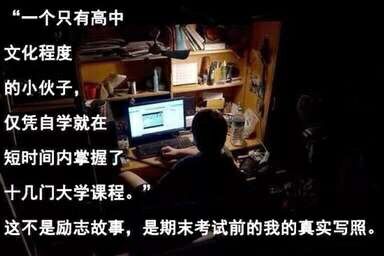 “一个只有高中
文化程度
的小伙子，
仅凭自学就在
短时间内掌握了
十几门大学课程。”
这不是励志故事，是期末考试前的我的真实写照。